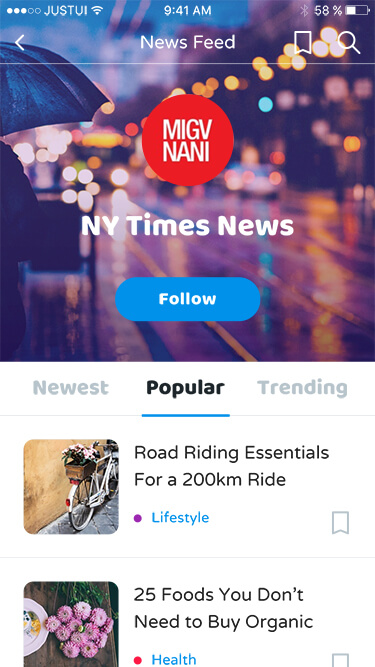 JUSTUI 9:41 AM 58 %
News Feed
MIGV
NANI
NY Times News
Follow
Newest Popular Trending
Road Riding Essentials
For a 200km Ride
Lifestyle
25 Foods You Don't
Need to Buy Organic
Health